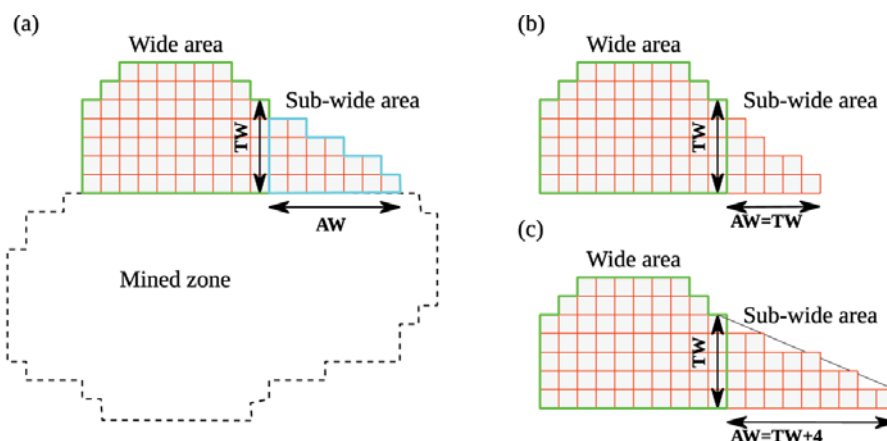 (a)
Wide area
Sub-wide area
TW
AW
Mined zone
(b)
Wide area
Sub-wide area
TW
AW=TW
(c)
Wide area
Sub-wide area
TW
AW=TW+4